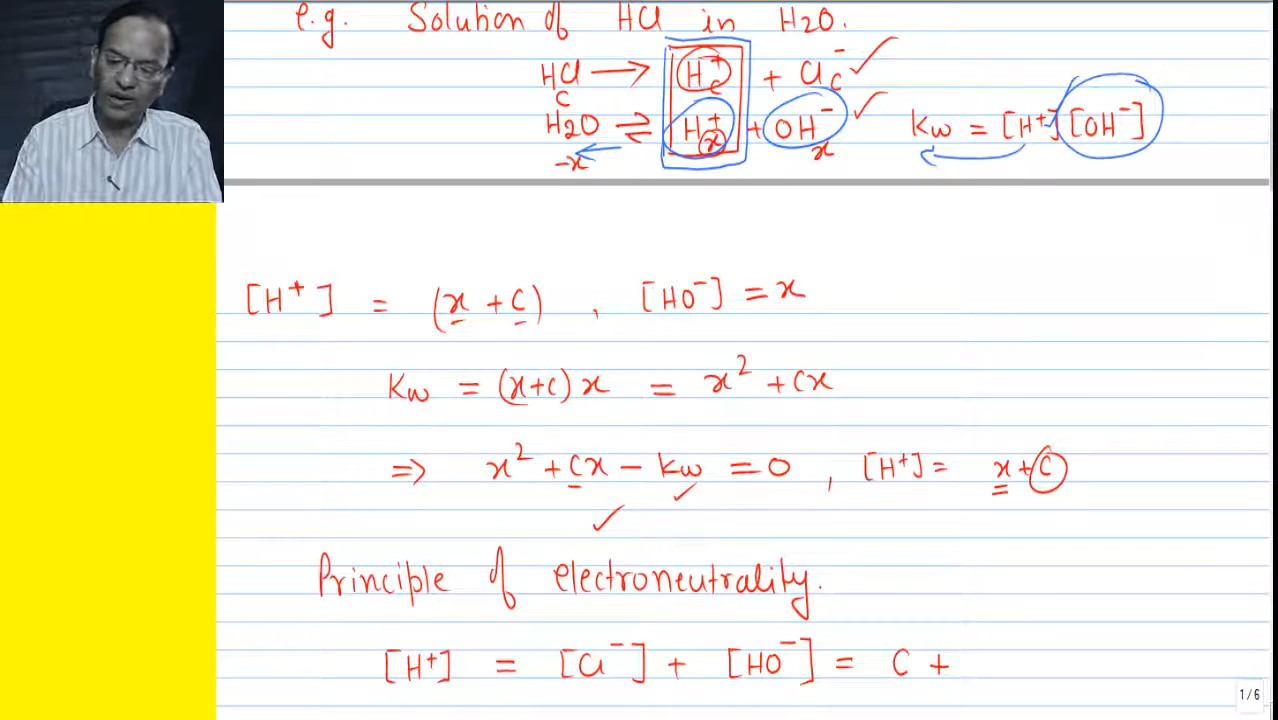 e.g. Solution of HCl in H2O.
HCl ⟶ H⁺ + Cl⁻ ✓
C C C
H2O ⇌ H⁺ + OH⁻ ✓ Kw = [H⁺] [OH⁻]
-x x x
[H⁺] = (x + C) , [HO⁻] = x
Kw = (x+C) x = x² + Cx
⇒ x² + Cx - Kw = 0 , [H⁺] = x + C
Principle of electroneutrality.
[H⁺] = [Cl⁻] + [HO⁻] = C +
1/6